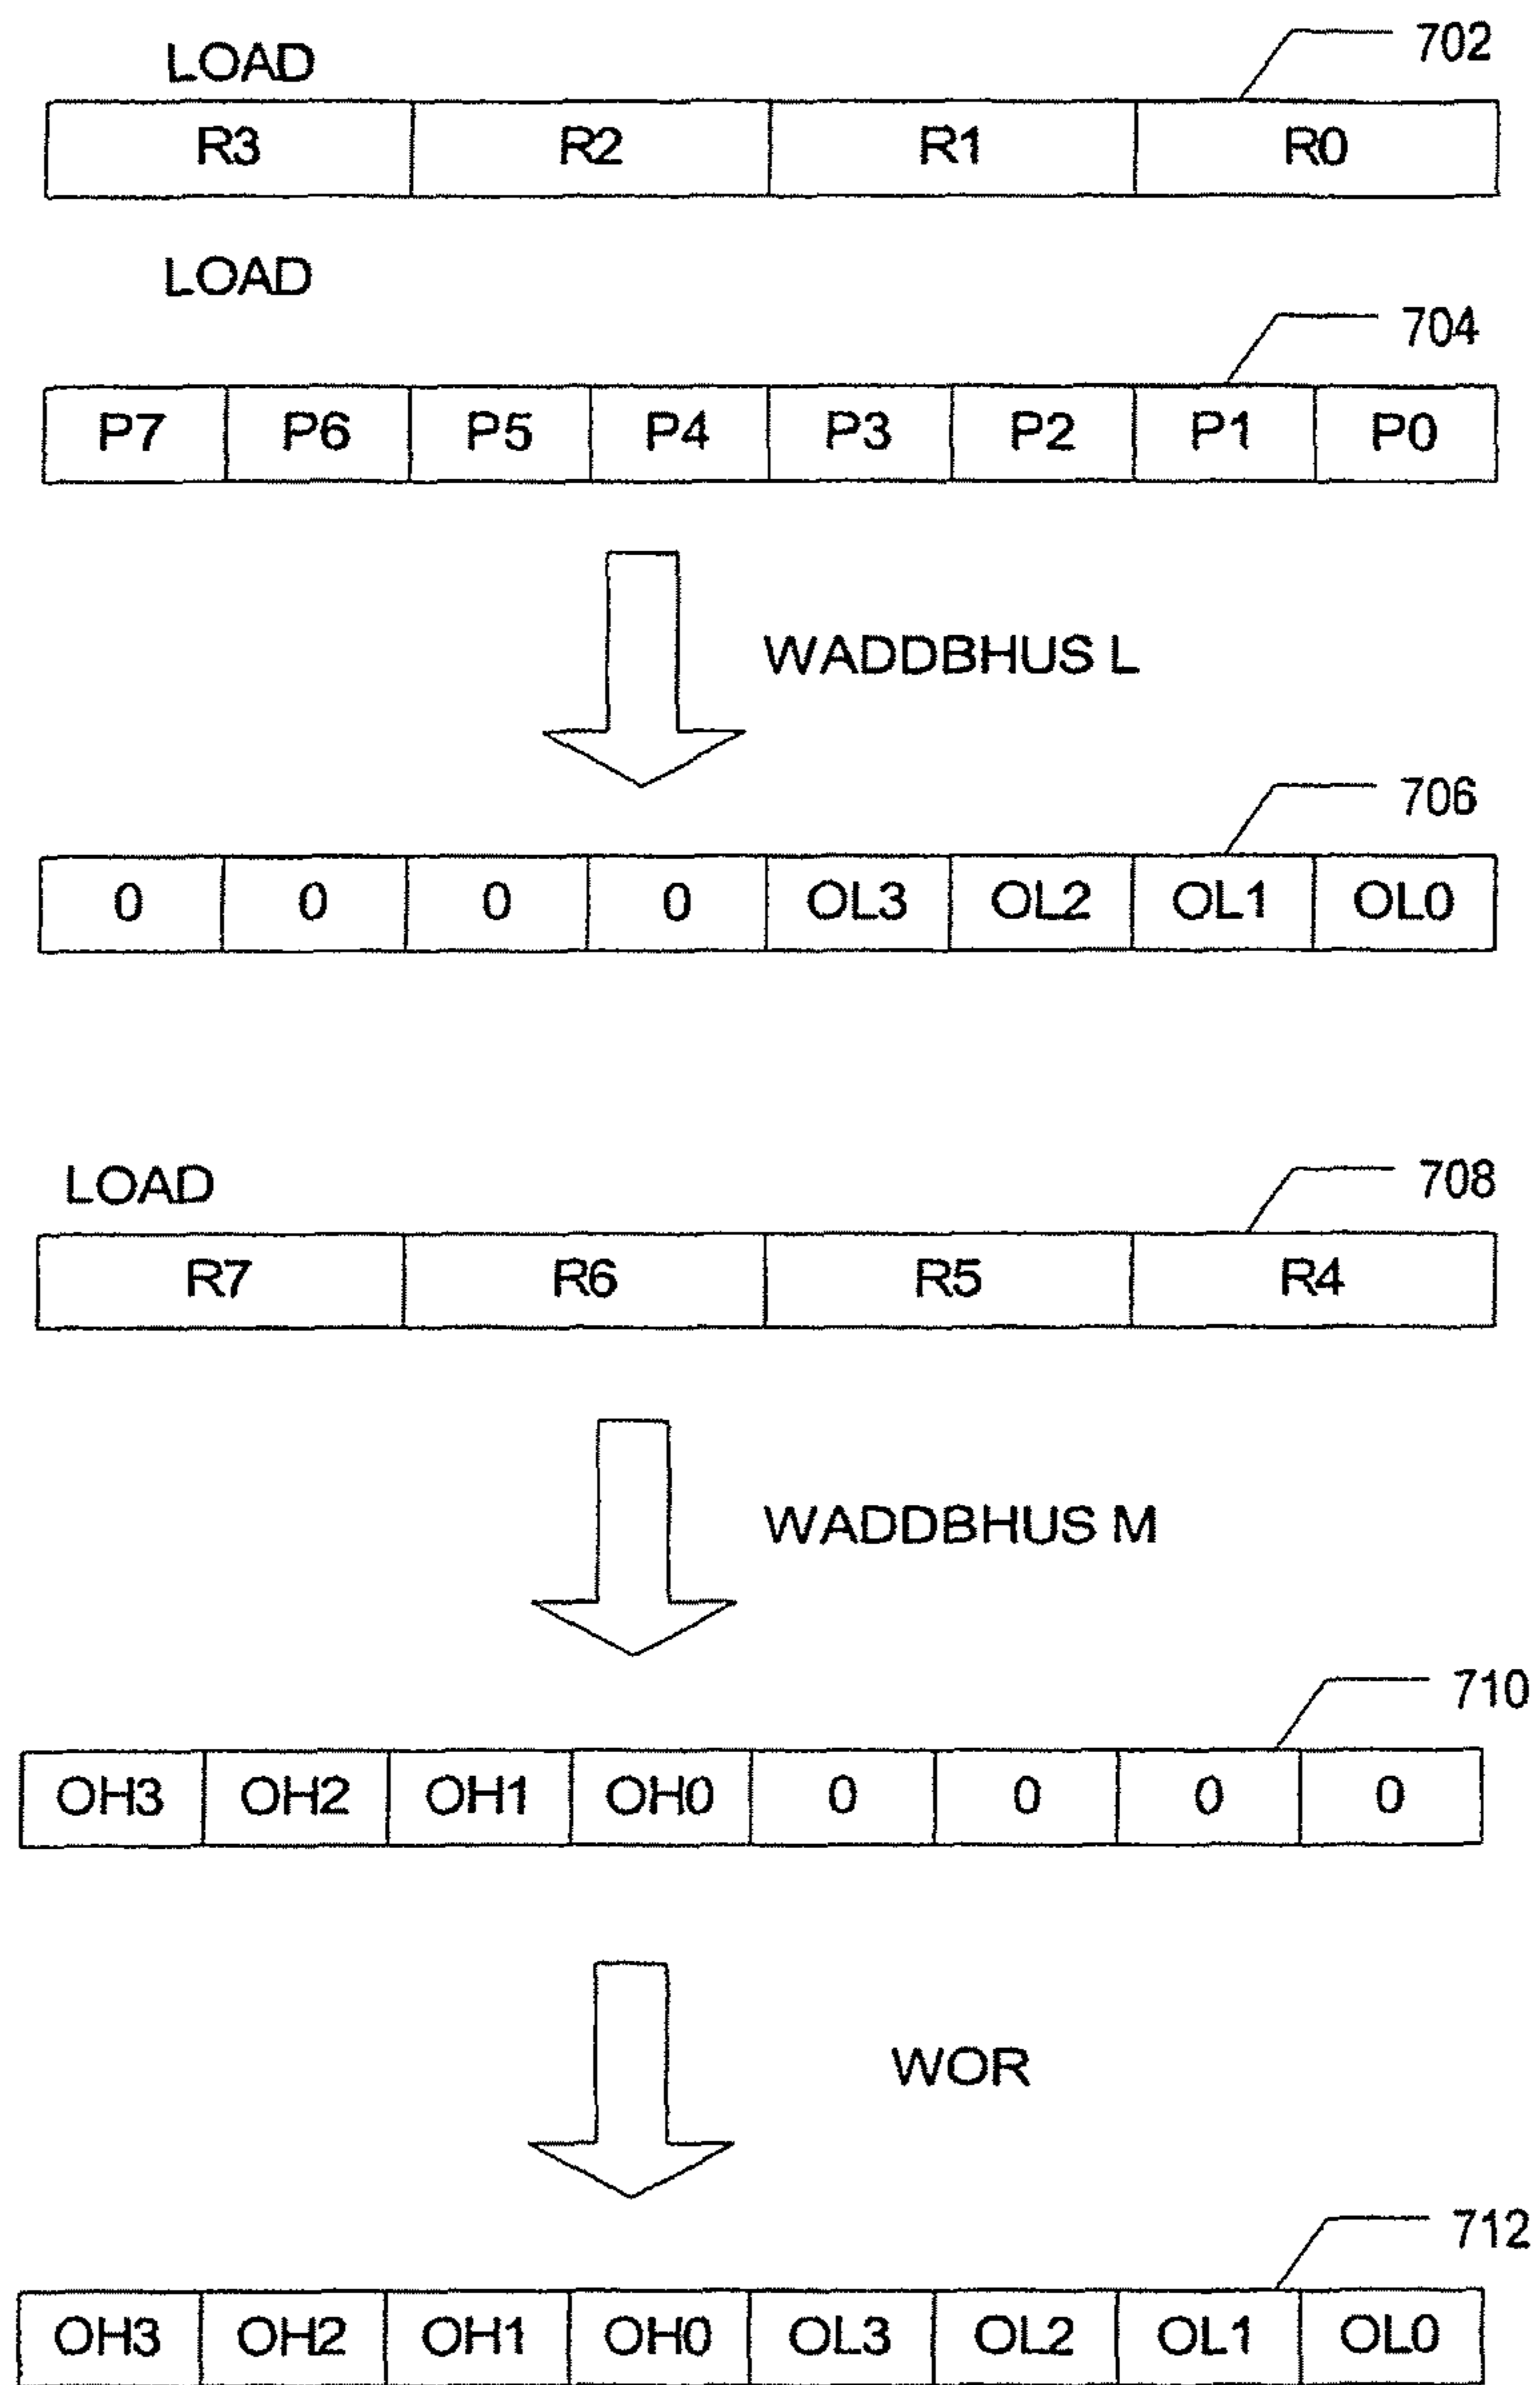 702
LOAD
R3 R2 R1 R0
LOAD
704
P7 P6 P5 P4 P3 P2 P1 P0
WADDBHUS L
706
0 0 0 0 OL3 OL2 OL1 OL0
LOAD
708
R7 R6 R5 R4
WADDBHUS M
710
OH3 OH2 OH1 OH0 0 0 0 0
WOR
712
OH3 OH2 OH1 OH0 OL3 OL2 OL1 OL0